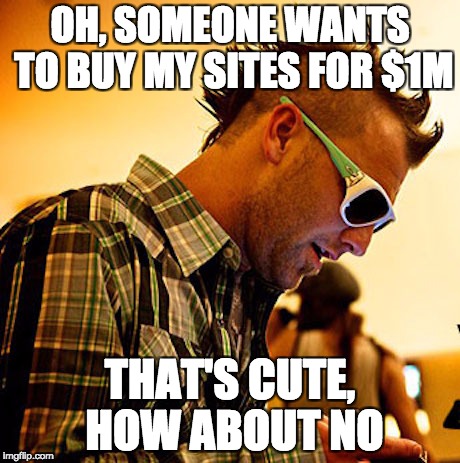 OH, SOMEONE WANTS
TO BUY MY SITES FOR $1M
THAT'S CUTE,
HOW ABOUT NO
imgflip.com